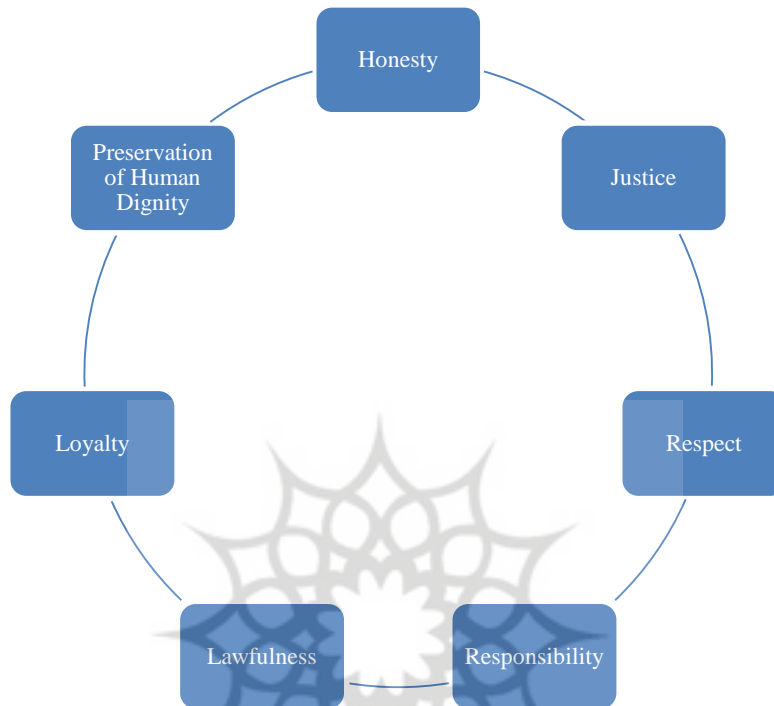 Honesty
Justice
Respect
Responsibility
Lawfulness
Loyalty
Preservation
of Human
Dignity